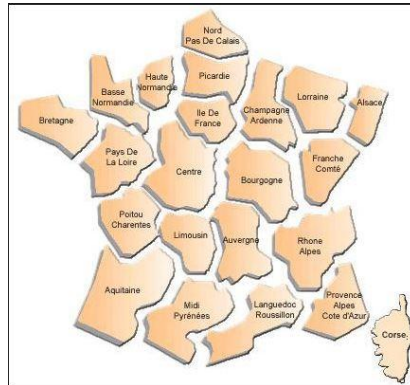 Nord
Pas De Calais
Picardie
Haute
Normandie
Basse
Normandie
Ile De
France
Champagne
Ardenne
Lorraine
Alsace
Bretagne
Pays De
La Loire
Centre
Bourgogne
Franche
Comté
Poitou
Charentes
Limousin
Auvergne
Rhone
Alpes
Aquitaine
Midi
Pyrénées
Languedoc
Roussillon
Provence
Alpes
Cote d'Azur
Corse